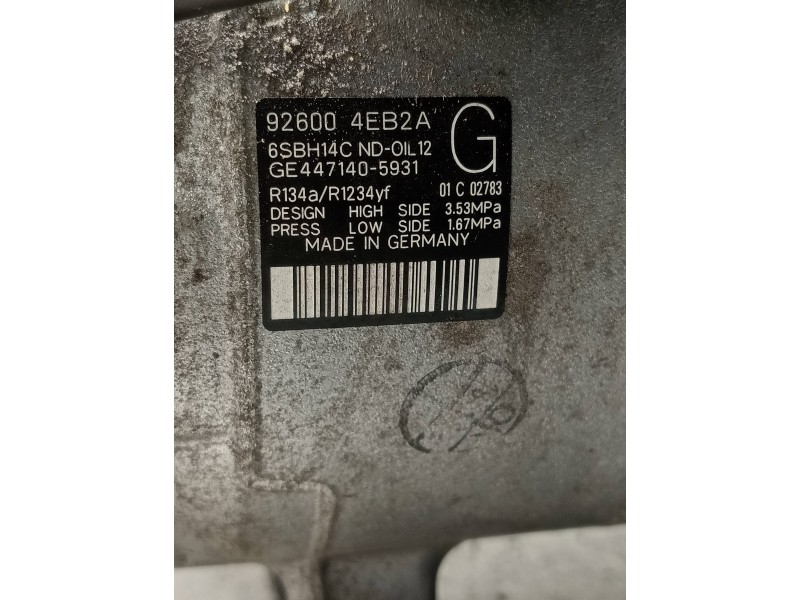 92600 4EB2A G
6SBH14C ND-OIL12
GE447140-5931
R134a/R1234yf 01 C 02783
DESIGN HIGH SIDE 3.53MPa
PRESS LOW SIDE 1.67MPa
MADE IN GERMANY